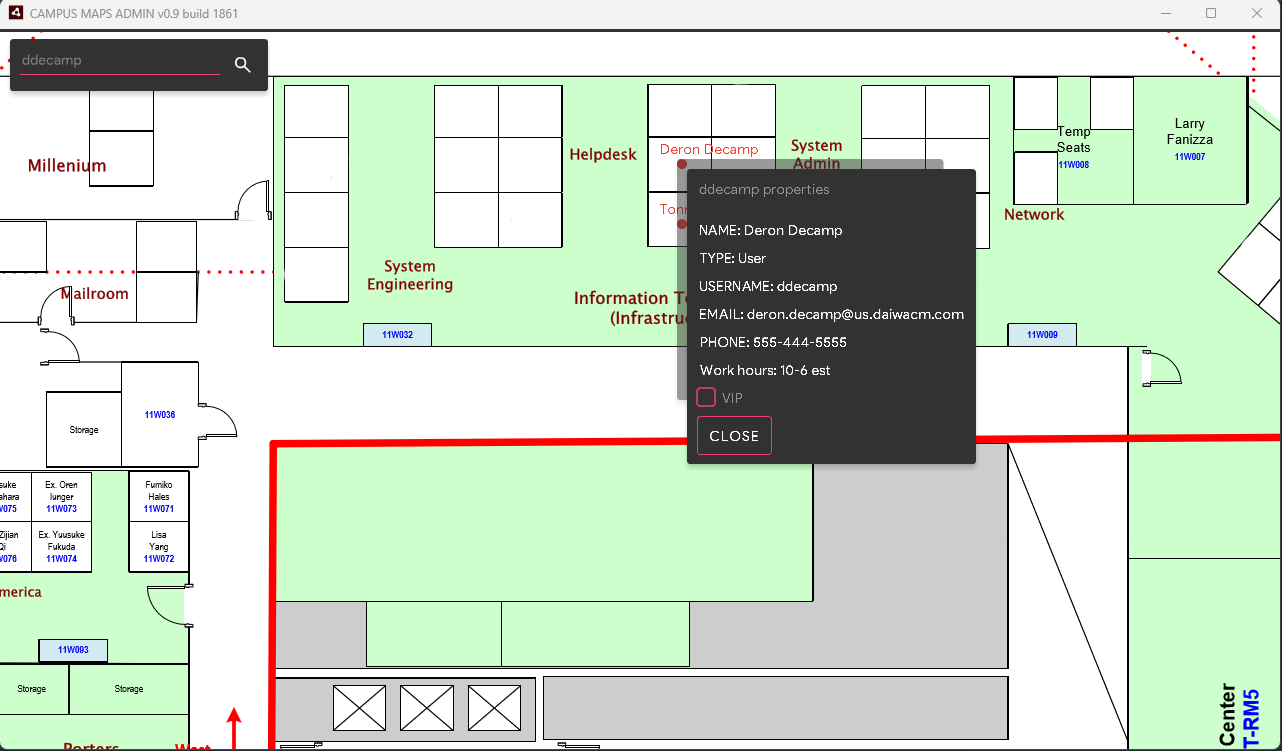 CAMPUS MAPS ADMIN v0.9 build 1861
ddecamp
Millenium
Mailroom
System
Engineering
Helpdesk
Deron Decamp
System
Admin
Temp
Seats
11W008
Larry
Fanizza
11W007
Network
Information
(Infrastruc
11W032
11W009
ddecamp properties
NAME: Deron Decamp
TYPE: User
USERNAME: ddecamp
EMAIL: deron.decamp@us.daiwacm.com
PHONE: 555-444-5555
Work hours: 10-6 est
VIP
CLOSE
11W036
Storage
suke
ahara
W075
Ex. Oren
Iunger
11W073
Fumiko
Hales
11W071
Zijian
Qi
W076
Ex. Yuusuke
Fukuda
11W074
Lisa
Yang
11W072
merica
11W093
Storage
Storage
Porters
West
Center
T-RM5